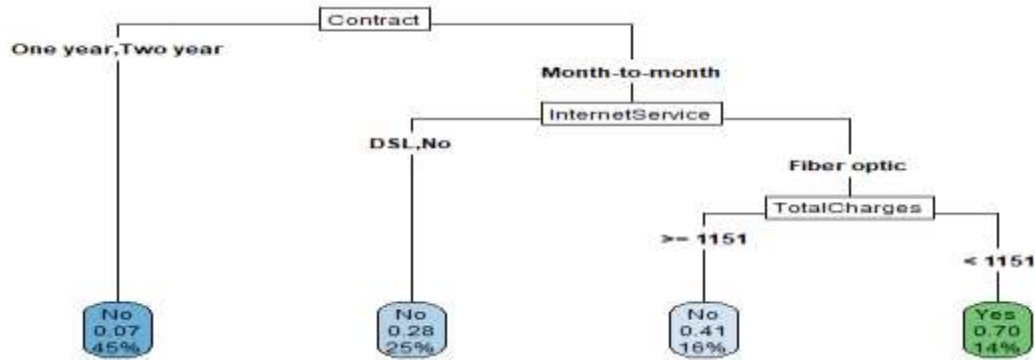 Contract
One year,Two year
Month-to-month
InternetService
DSL,No
Fiber optic
TotalCharges
>= 1151
< 1151
No
0.07
45%
No
0.28
25%
No
0.41
16%
Yes
0.70
14%